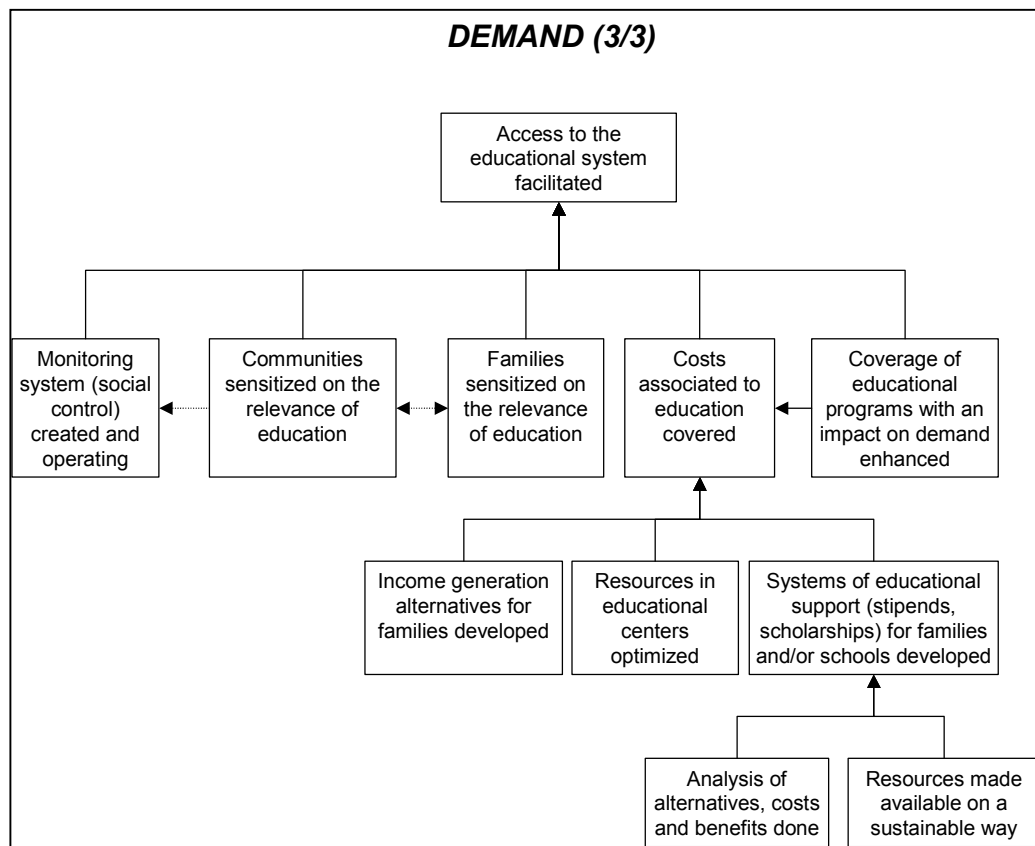 DEMAND (3/3)
Access to the
educational system
facilitated
Monitoring
system (social
control)
created and
operating
Communities
sensitized on the
relevance of
education
Families
sensitized on
the relevance
of education
Costs
associated to
education
covered
Coverage of
educational
programs with an
impact on demand
enhanced
Income generation
alternatives for
families developed
Resources in
educational
centers
optimized
Systems of educational
support (stipends,
scholarships) for families
and/or schools developed
Analysis of
alternatives, costs
and benefits done
Resources made
available on a
sustainable way